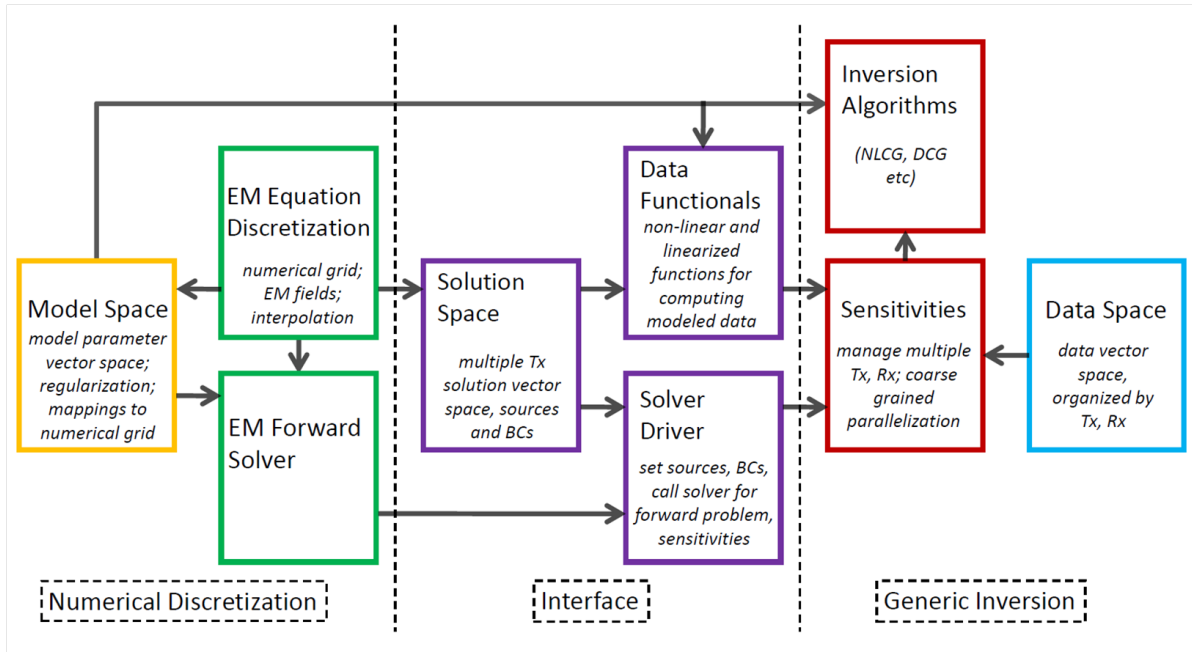 Model Space
model parameter
vector space;
regularization;
mappings to
numerical grid
EM Equation
Discretization
numerical grid;
EM fields;
interpolation
EM Forward
Solver
Numerical Discretization
Solution
Space
multiple Tx
solution vector
space, sources
and BCs
Data
Functionals
non-linear and
linearized
functions for
computing
modeled data
Solver
Driver
set sources, BCs,
call solver for
forward problem,
sensitivities
Interface
Inversion
Algorithms
(NLCG, DCG
etc)
Sensitivities
manage multiple
Tx, Rx; coarse
grained
parallelization
Data Space
data vector
space,
organized by
Tx, Rx
Generic Inversion